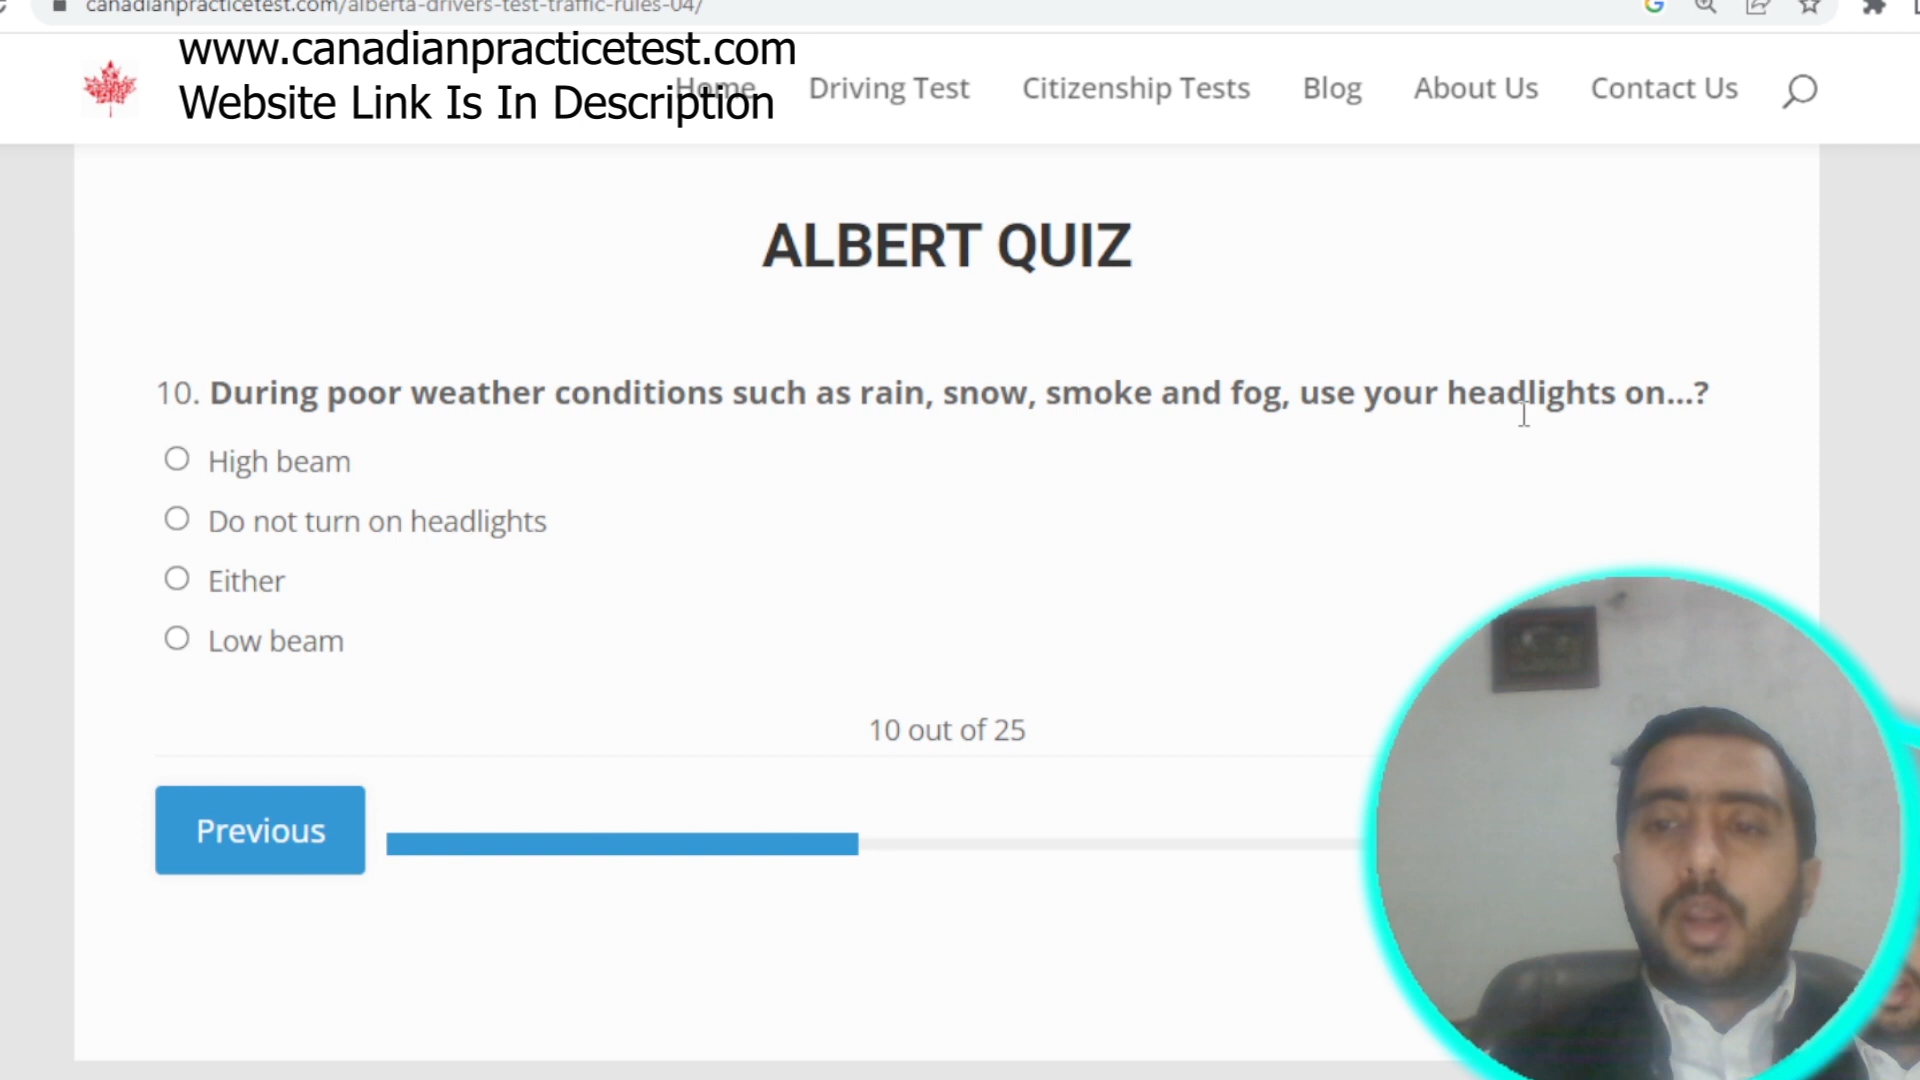 canadianpracticetest.com/alberta-drivers-test-traffic-rules-04/
www.canadianpracticetest.com
Website Link Is In Description
Home Driving Test Citizenship Tests Blog About Us Contact Us
ALBERT QUIZ
10. During poor weather conditions such as rain, snow, smoke and fog, use your headlights on...?
High beam
Do not turn on headlights
Either
Low beam
10 out of 25
Previous